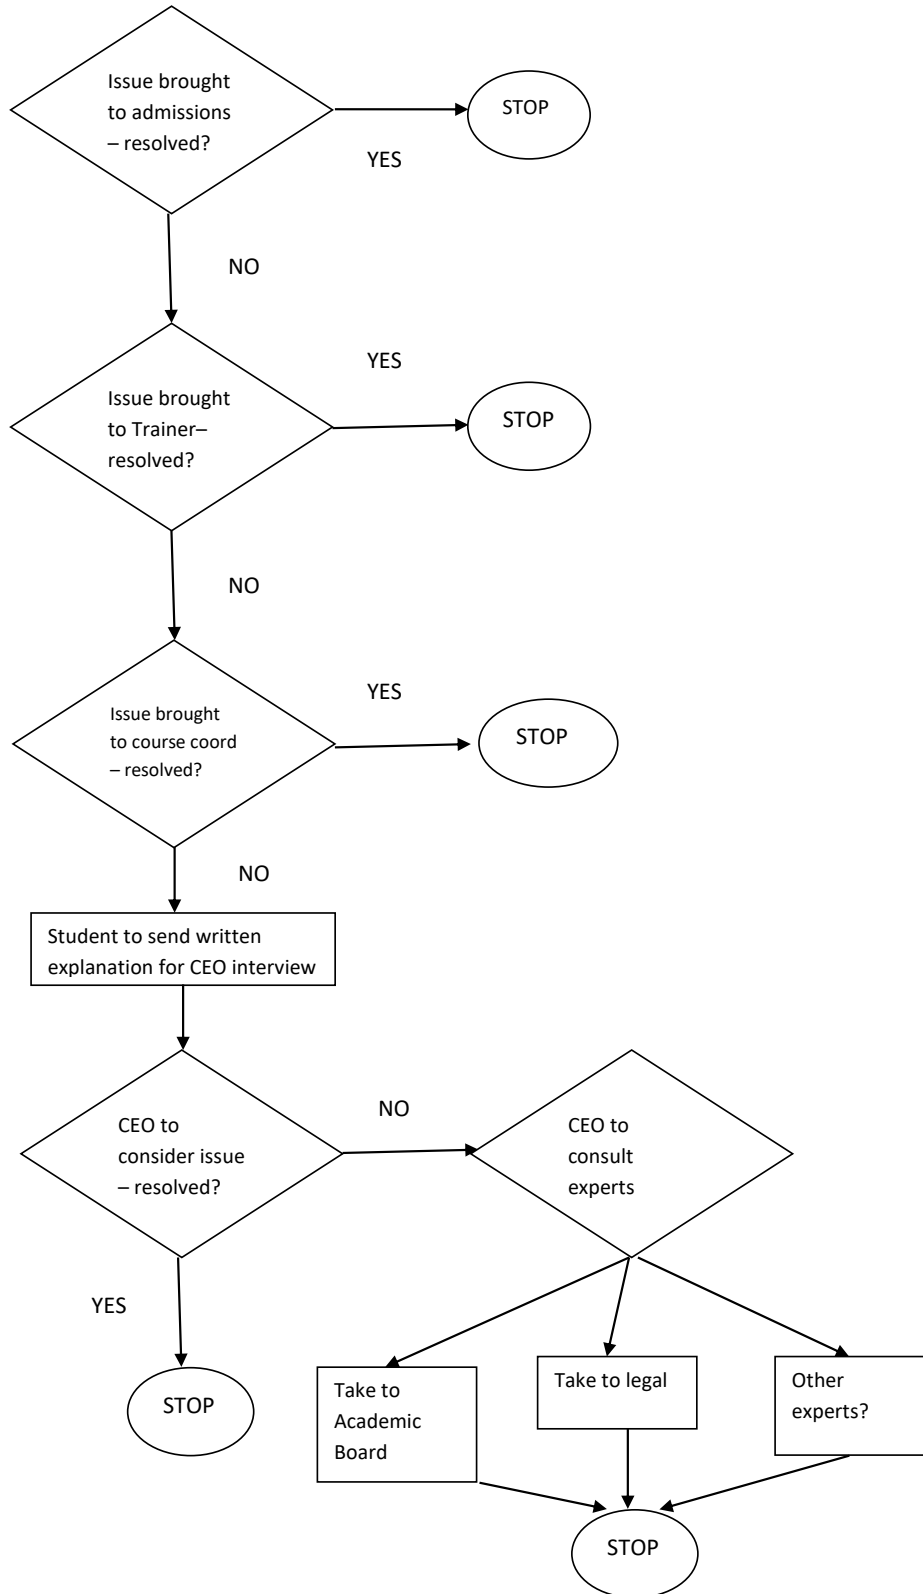 Issue brought
to admissions
– resolved?
STOP
YES
NO
YES
Issue brought
to Trainer–
resolved?
STOP
NO
YES
Issue brought
to course coord
– resolved?
STOP
NO
Student to send written
explanation for CEO interview
NO
CEO to
consider issue
– resolved?
CEO to
consult
experts
YES
STOP
Take to
Academic
Board
Take to legal
Other
experts?
STOP